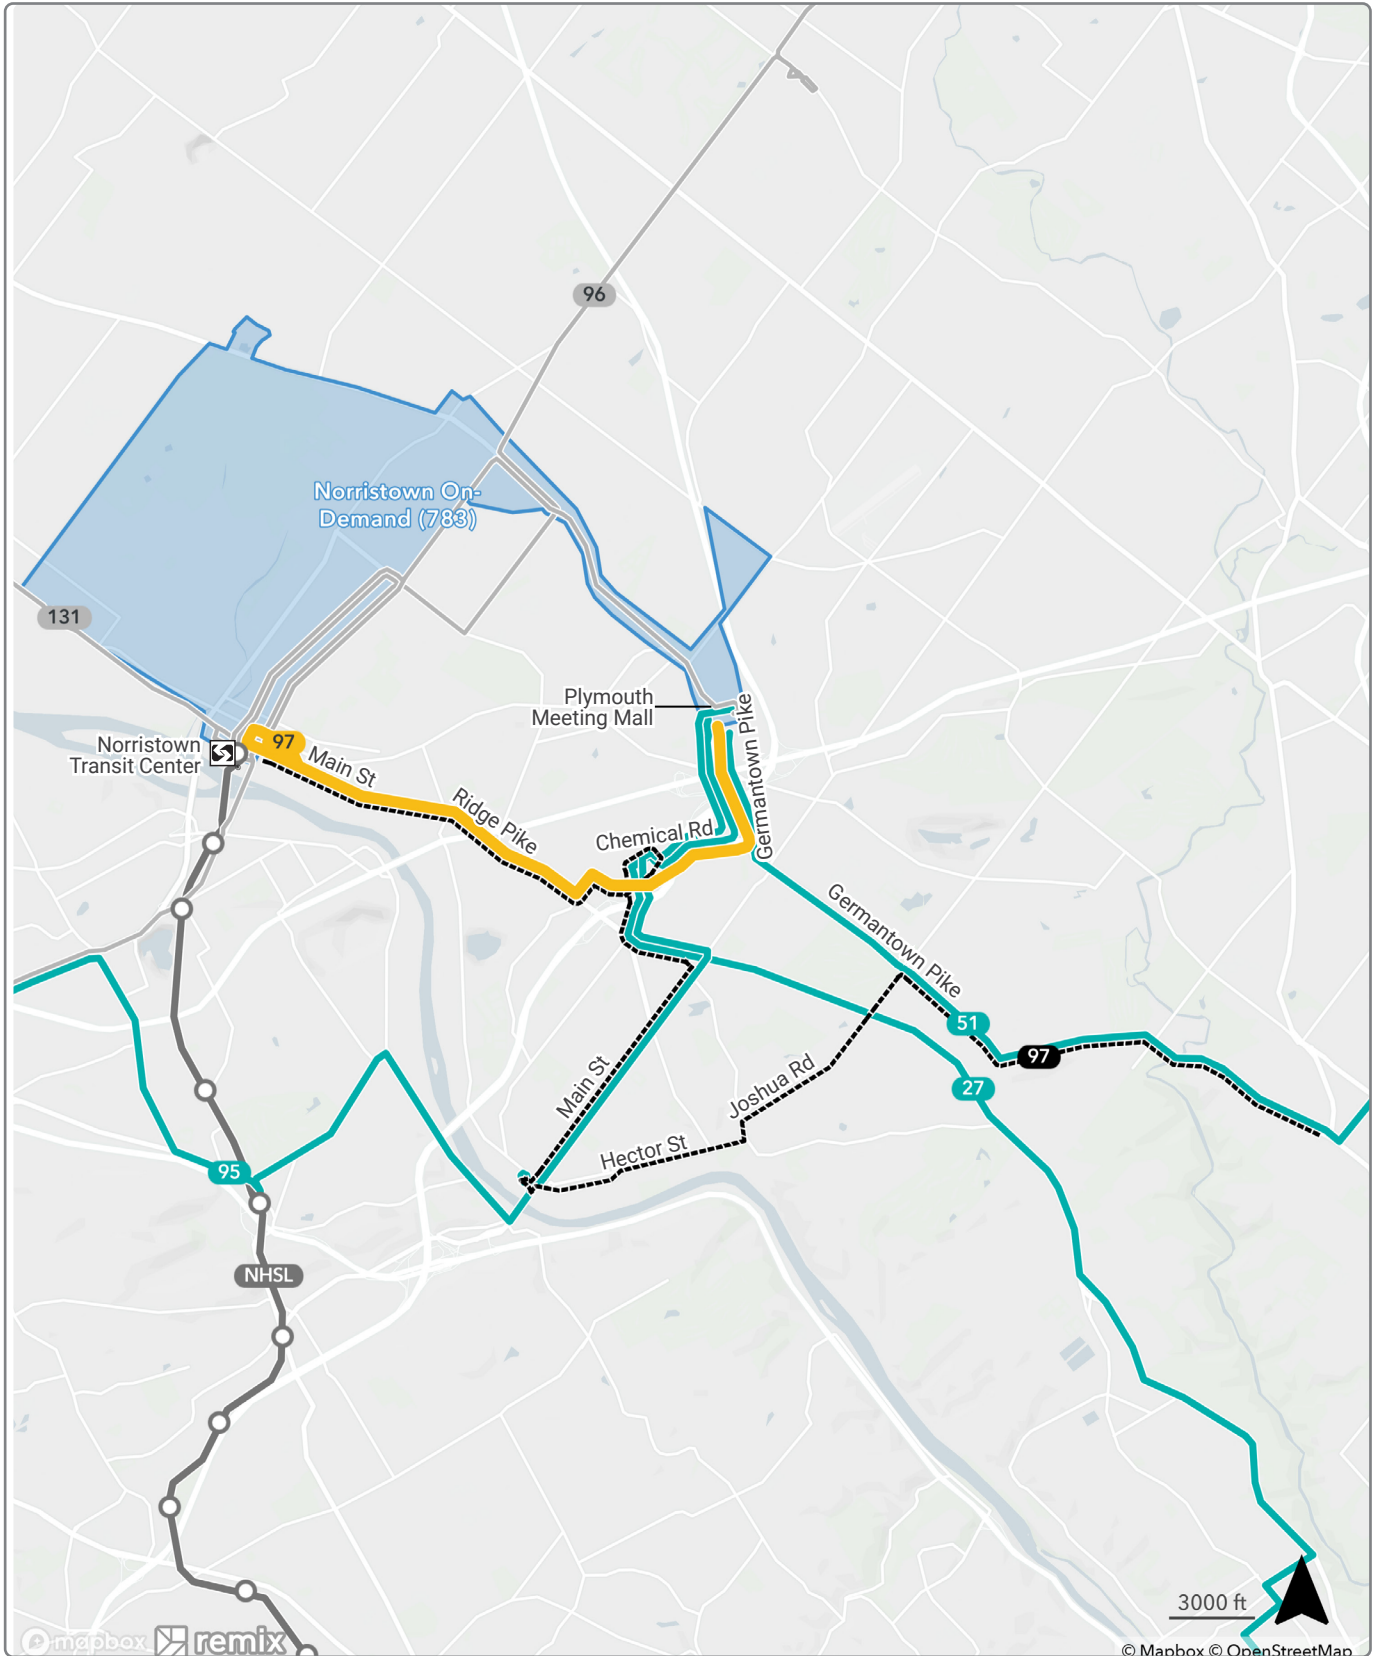 96
Norristown On-
Demand (783)
131
Plymouth
Meeting Mall
Germantown Pike
Norristown
Transit Center
97
Main St
Ridge Pike
Chemical Rd
Germantown Pike
51
97
27
Main St
Joshua Rd
Hector St
95
NHSL
3000 ft
mapbox
remix
© Mapbox © OpenStreetMap